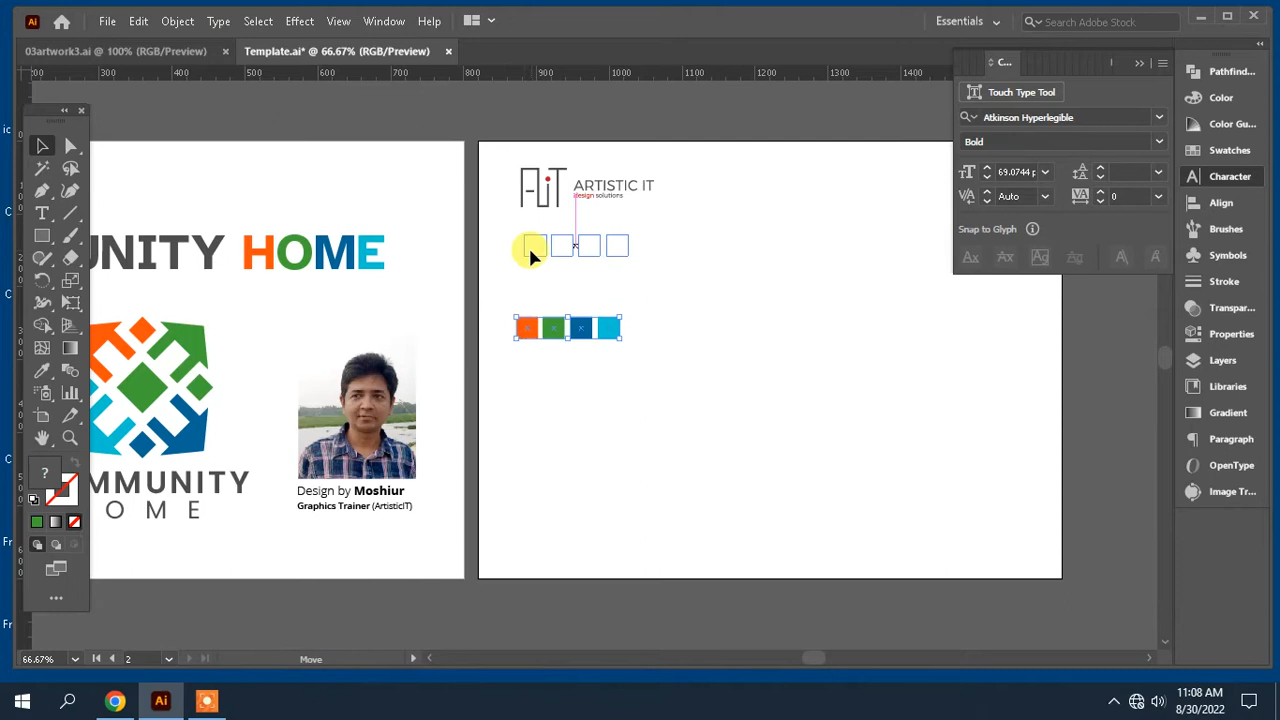 File Edit Object Type Select Effect View Window Help
Essentials
Search Adobe Stock
03artwork3.ai @ 100% (RGB/Preview)
Template.ai* @ 66.67% (RGB/Preview)
200 300 400 500 600 700 800 900 1000 1100 1200 1300 1400
C...
Touch Type Tool
Atkinson Hyperlegible
Bold
69.0744 p
Auto
0
Snap to Glyph
Pathfind...
Color
Color Gu...
Swatches
Character
Align
Brushes
Symbols
Stroke
Transpar...
Properties
Layers
Libraries
Gradient
Paragraph
OpenType
Image Tr...
ARTISTIC IT
design solutions
UNITY HOME
MMUNITY
O M E
Design by Moshiur
Graphics Trainer (ArtisticIT)
66.67%
2
Move
11:08 AM
8/30/2022